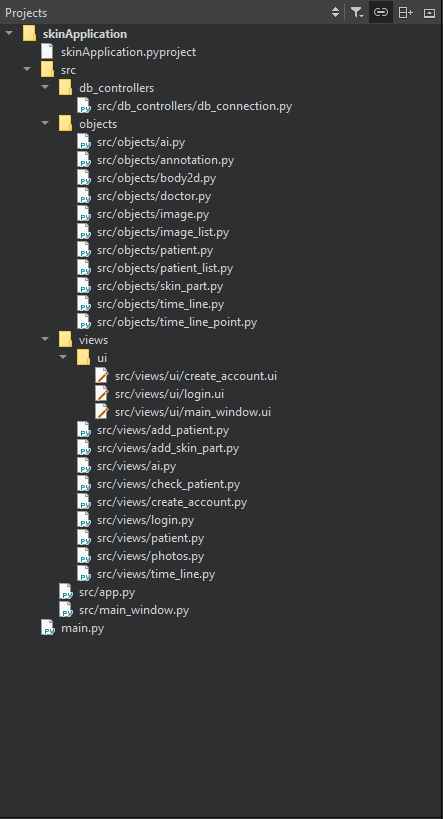 Projects
skinApplication
skinApplication.pyproject
src
db_controllers
src/db_controllers/db_connection.py
objects
src/objects/ai.py
src/objects/annotation.py
src/objects/body2d.py
src/objects/doctor.py
src/objects/image.py
src/objects/image_list.py
src/objects/patient.py
src/objects/patient_list.py
src/objects/skin_part.py
src/objects/time_line.py
src/objects/time_line_point.py
views
ui
src/views/ui/create_account.ui
src/views/ui/login.ui
src/views/ui/main_window.ui
src/views/add_patient.py
src/views/add_skin_part.py
src/views/ai.py
src/views/check_patient.py
src/views/create_account.py
src/views/login.py
src/views/patient.py
src/views/photos.py
src/views/time_line.py
src/app.py
src/main_window.py
main.py